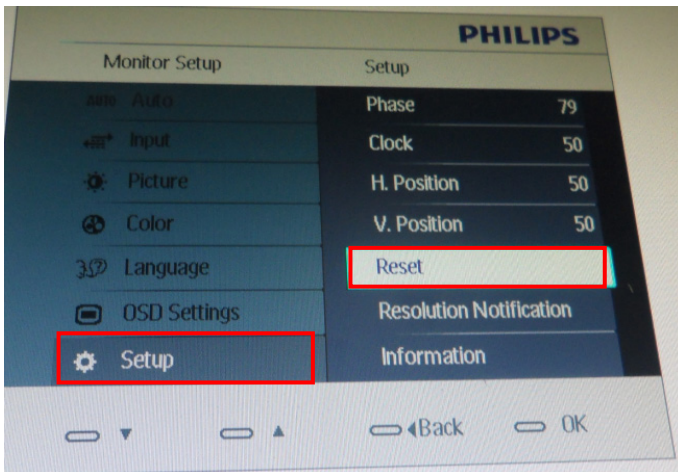 PHILIPS
Monitor Setup
Setup
AUTO Auto
Input
Picture
Color
Language
OSD Settings
Setup
Phase 79
Clock 50
H. Position 50
V. Position 50
Reset
Resolution Notification
Information
▼ ▲ ◀Back OK